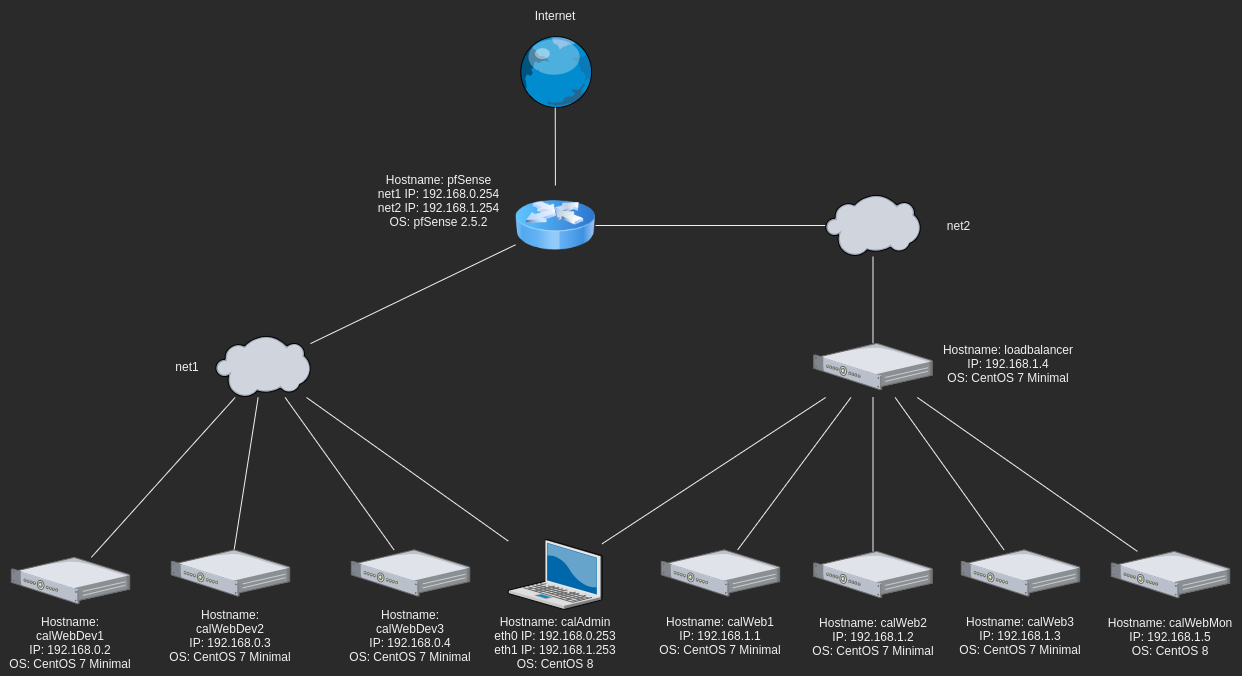 Internet
Hostname: pfSense
net1 IP: 192.168.0.254
net2 IP: 192.168.1.254
OS: pfSense 2.5.2
net2
net1
Hostname: loadbalancer
IP: 192.168.1.4
OS: CentOS 7 Minimal
Hostname:
calWebDev1
IP: 192.168.0.2
OS: CentOS 7 Minimal
Hostname:
calWebDev2
IP: 192.168.0.3
OS: CentOS 7 Minimal
Hostname:
calWebDev3
IP: 192.168.0.4
OS: CentOS 7 Minimal
Hostname: calAdmin
eth0 IP: 192.168.0.253
eth1 IP: 192.168.1.253
OS: CentOS 8
Hostname: calWeb1
IP: 192.168.1.1
OS: CentOS 7 Minimal
Hostname: calWeb2
IP: 192.168.1.2
OS: CentOS 7 Minimal
Hostname: calWeb3
IP: 192.168.1.3
OS: CentOS 7 Minimal
Hostname: calWebMon
IP: 192.168.1.5
OS: CentOS 8